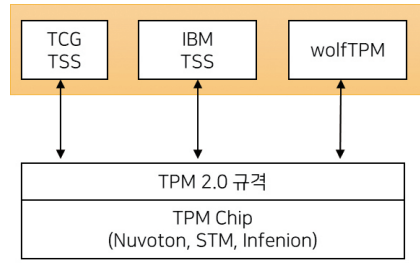 TCG
TSS
IBM
TSS
wolfTPM
TPM 2.0 규격
TPM Chip
(Nuvoton, STM, Infenion)